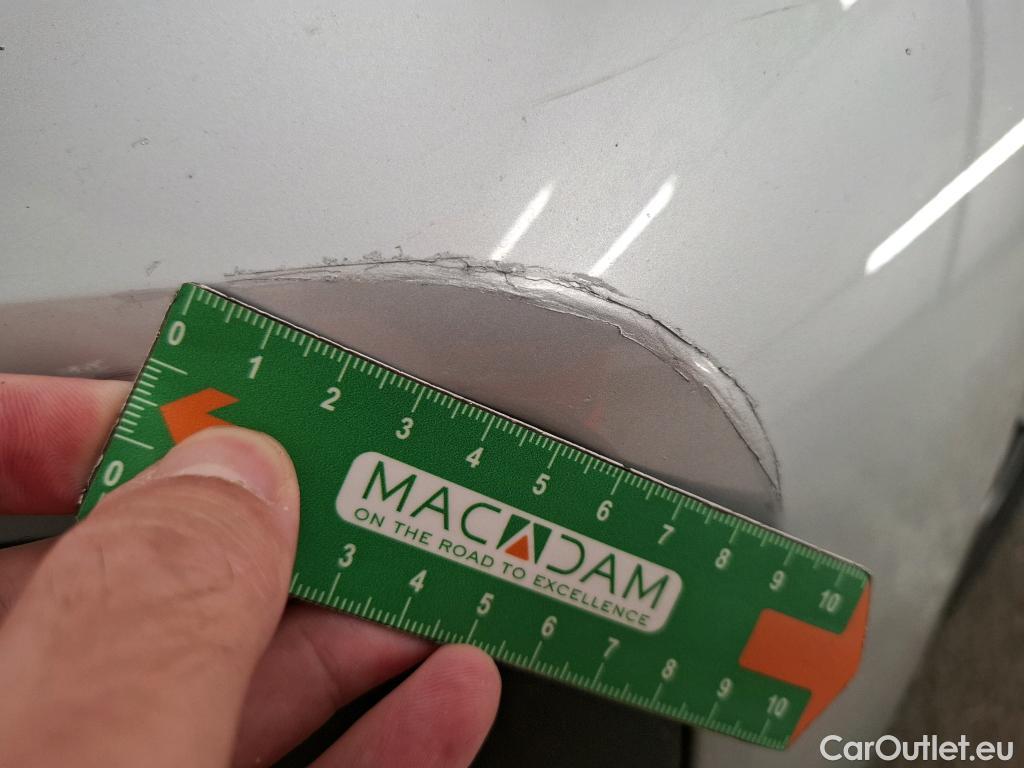 0 1 2 3 4 5 6 7 8 9 10
MACADAM
ON THE ROAD TO EXCELLENCE
0 3 4 5 6 7 8 9 10
CarOutlet.eu